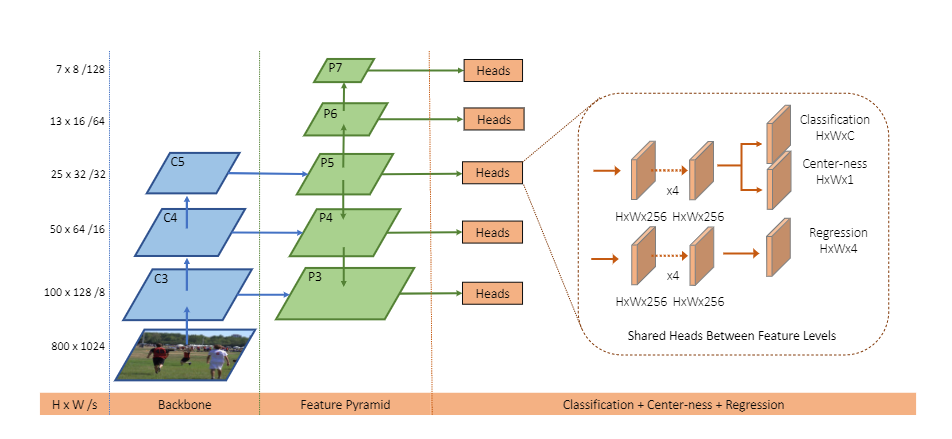 7 x 8 /128
P7
Heads
13 x 16 /64
P6
Heads
25 x 32 /32
C5
P5
Heads
50 x 64 /16
C4
P4
Heads
100 x 128 /8
C3
P3
Heads
800 x 1024
Classification
HxWxC
Center-ness
HxWx1
x4
HxWx256 HxWx256
Regression
HxWx4
x4
HxWx256 HxWx256
Shared Heads Between Feature Levels
H x W /s
Backbone
Feature Pyramid
Classification + Center-ness + Regression